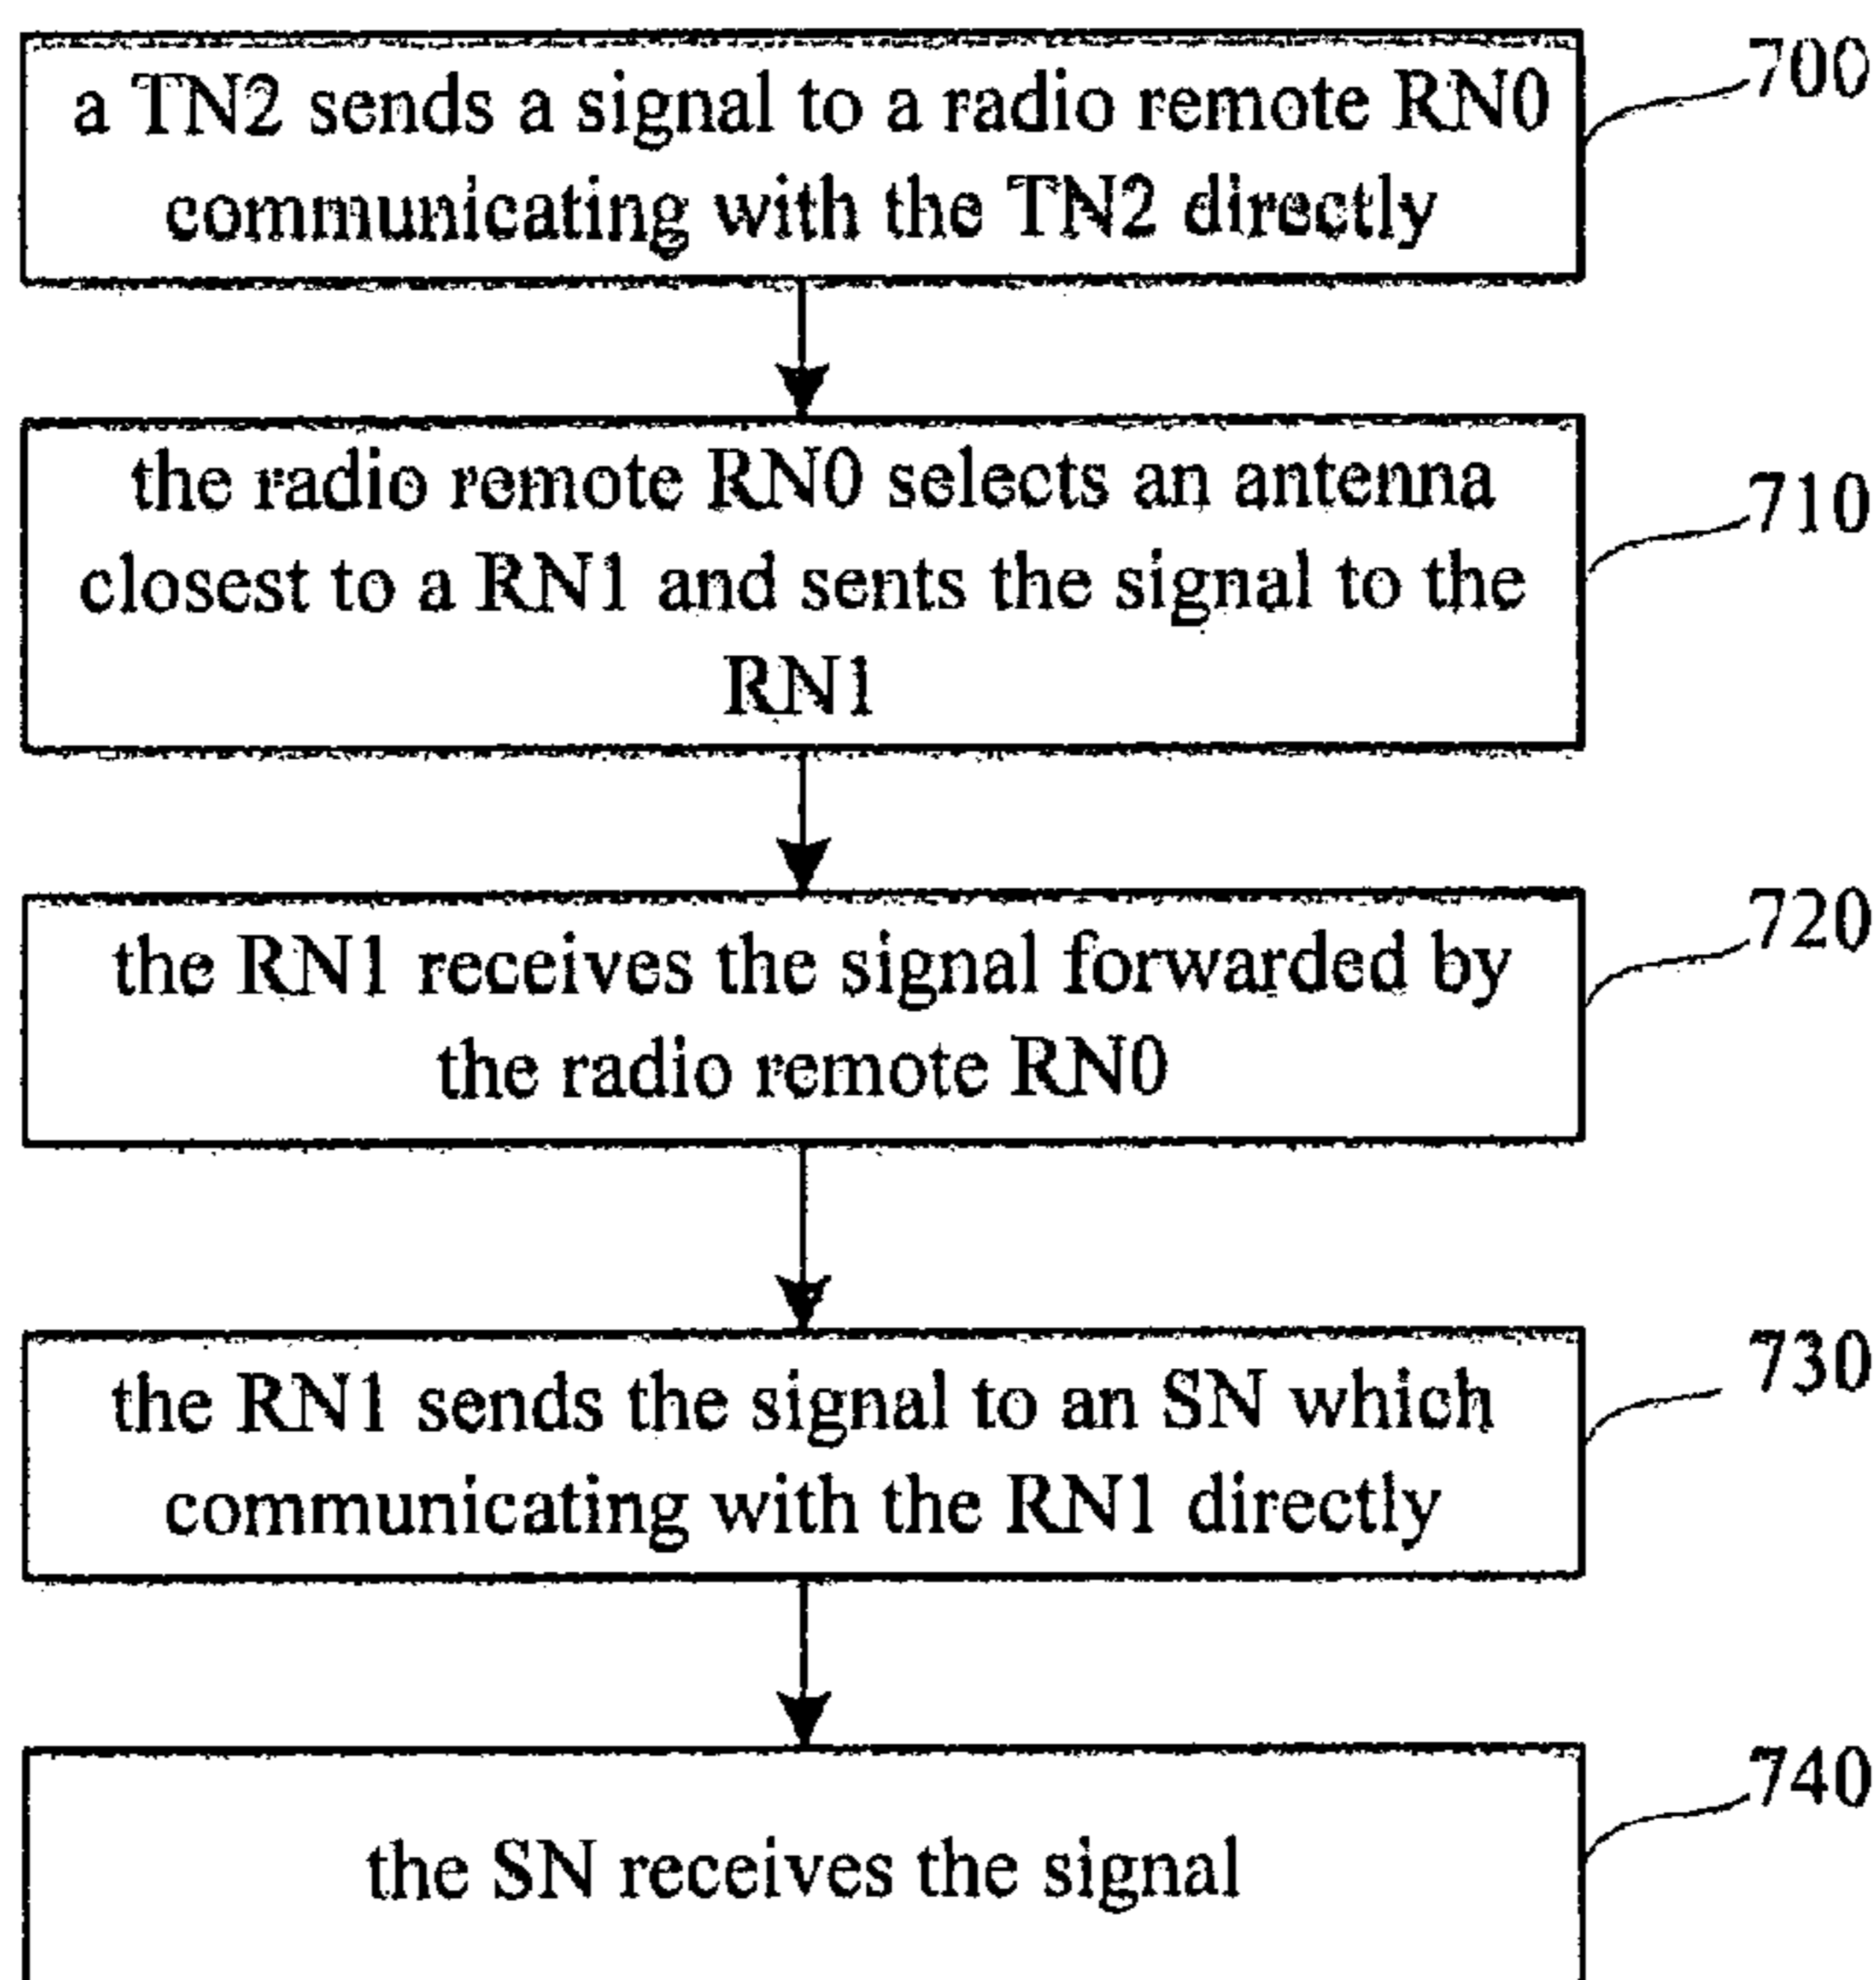 a TN2 sends a signal to a radio remote RN0
communicating with the TN2 directly
700
the radio remote RN0 selects an antenna
closest to a RN1 and sents the signal to the
RN1
710
the RN1 receives the signal forwarded by
the radio remote RN0
720
the RN1 sends the signal to an SN which
communicating with the RN1 directly
730
the SN receives the signal
740